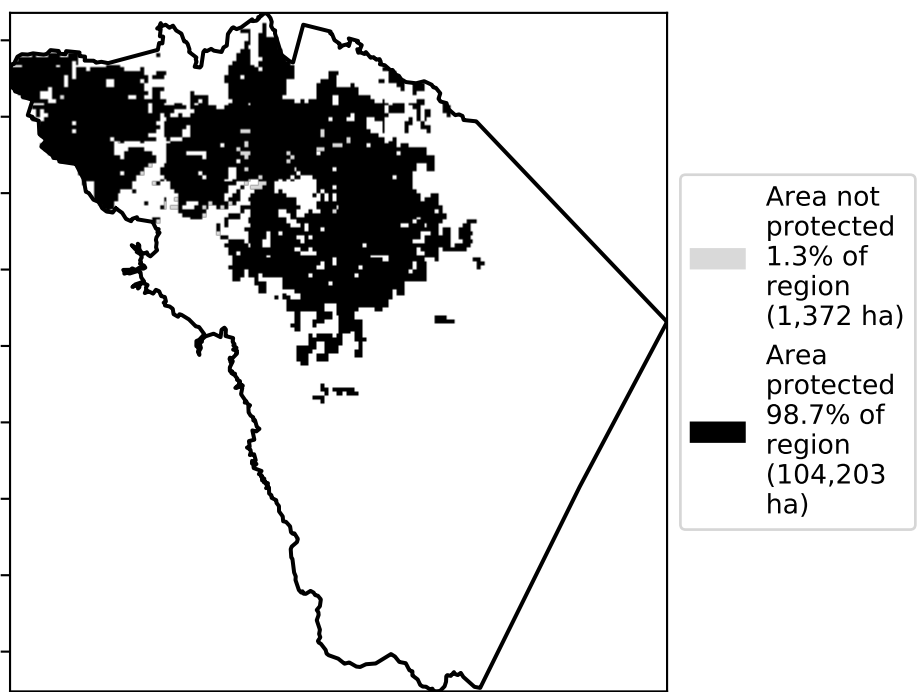 Area not
protected
1.3% of
region
(1,372 ha)
Area
protected
98.7% of
region
(104,203
ha)